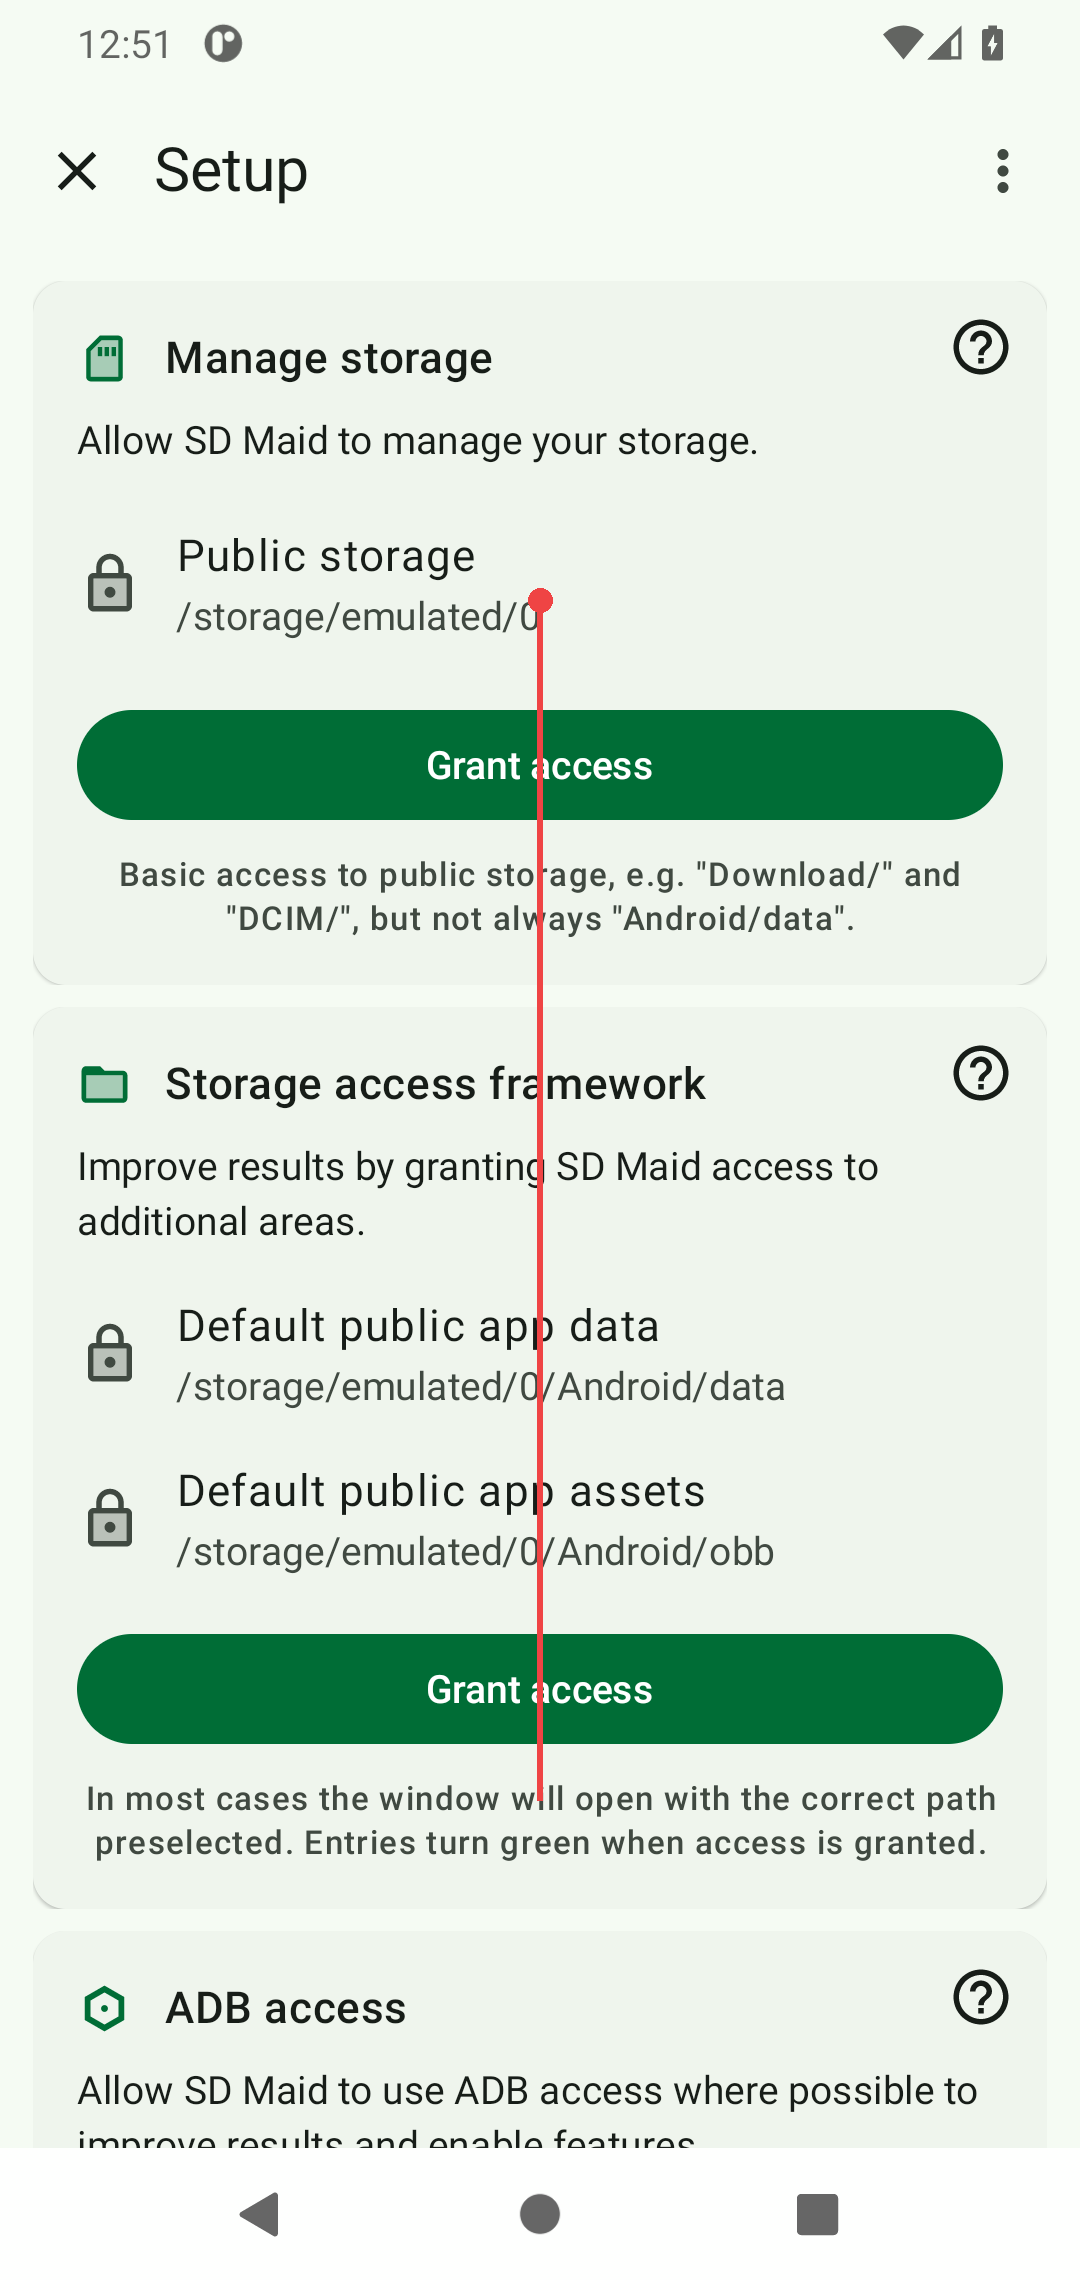 12:51
Setup
Manage storage
Allow SD Maid to manage your storage.
Public storage
/storage/emulated/0
Grant access
Basic access to public storage, e.g. "Download/" and
"DCIM/", but not always "Android/data".
Storage access framework
Improve results by granting SD Maid access to
additional areas.
Default public app data
/storage/emulated/0/Android/data
Default public app assets
/storage/emulated/0/Android/obb
Grant access
In most cases the window will open with the correct path
preselected. Entries turn green when access is granted.
ADB access
Allow SD Maid to use ADB access where possible to
improve results and enable features.